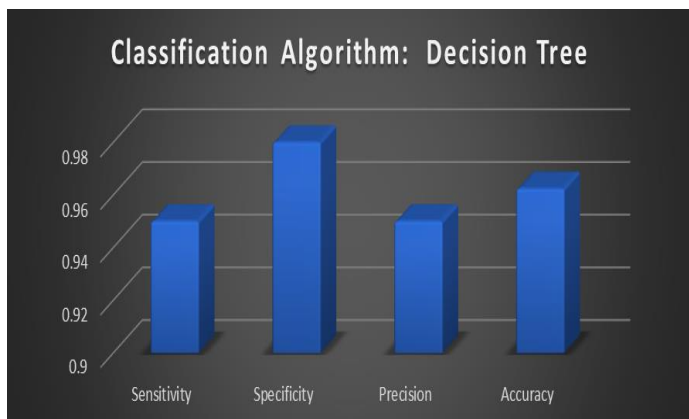 Classification Algorithm: Decision Tree
0.98
0.96
0.94
0.92
0.9
Sensitivity Specificity Precision Accuracy